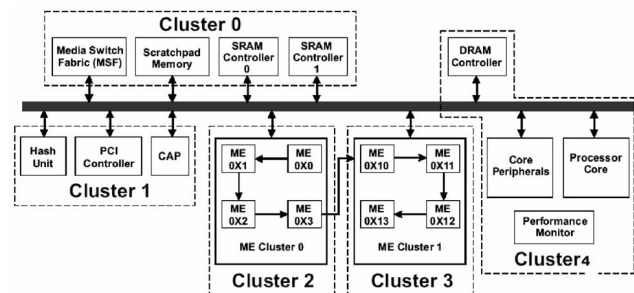 Cluster 0
Media Switch
Fabric (MSF)
Scratchpad
Memory
SRAM
Controller
0
SRAM
Controller
1
DRAM
Controller
Hash
Unit
PCI
Controller
CAP
Cluster 1
ME
0X1
ME
0X0
ME
0X2
ME
0X3
ME Cluster 0
Cluster 2
ME
0X10
ME
0X11
ME
0X13
ME
0X12
ME Cluster 1
Cluster 3
Core
Peripherals
Processor
Core
Performance
Monitor
Cluster4